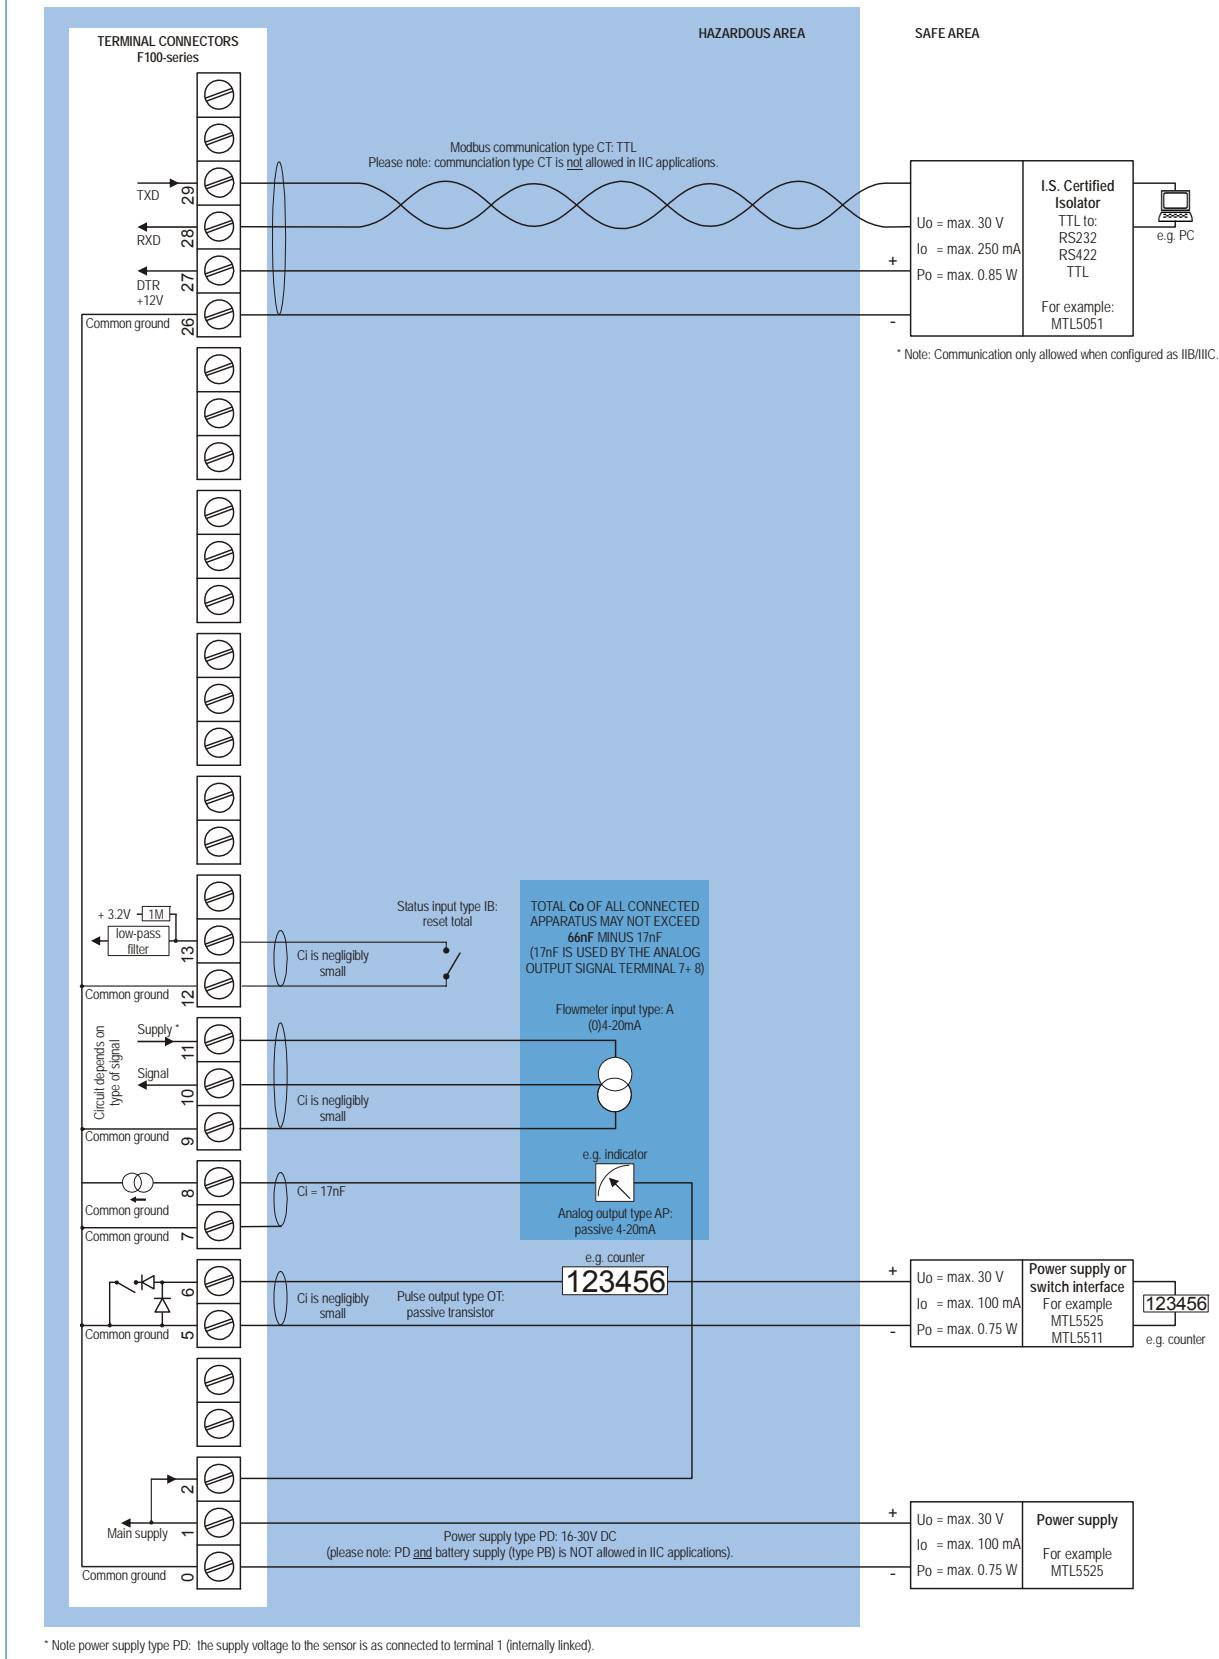 TERMINAL CONNECTORS
F100-series
HAZARDOUS AREA
SAFE AREA
Modbus communication type CT: TTL
Please note: communciation type CT is not allowed in IIC applications.
TXD
29
RXD
28
DTR
+12V
27
Common ground
26
+
-
Uo = max. 30 V
Io = max. 250 mA
Po = max. 0.85 W
I.S. Certified
Isolator
TTL to:
RS232
RS422
TTL
For example:
MTL5051
e.g. PC
* Note: Communication only allowed when configured as IIB/IIIC.
+ 3.2V
1M
low-pass
filter
13
Common ground
12
Ci is negligibly
small
Status input type IB:
reset total
TOTAL Co OF ALL CONNECTED
APPARATUS MAY NOT EXCEED
66nF MINUS 17nF
(17nF IS USED BY THE ANALOG
OUTPUT SIGNAL TERMINAL 7+ 8)
Flowmeter input type: A
(0)4-20mA
Circuit depends on
type of signal
Supply *
11
Signal
10
Common ground
9
Ci is negligibly
small
e.g. indicator
Analog output type AP:
passive 4-20mA
8
Common ground
7
Common ground
Ci = 17nF
e.g. counter
123456
6
Common ground
5
Ci is negligibly
small
Pulse output type OT:
passive transistor
+
-
Uo = max. 30 V
Io = max. 100 mA
Po = max. 0.75 W
Power supply or
switch interface
For example
MTL5525
MTL5511
123456
e.g. counter
2
Main supply
1
Common ground
0
Power supply type PD: 16-30V DC
(please note: PD and battery supply (type PB) is NOT allowed in IIC applications).
+
-
Uo = max. 30 V
Io = max. 100 mA
Po = max. 0.75 W
Power supply
For example
MTL5525
* Note power supply type PD: the supply voltage to the sensor is as connected to terminal 1 (internally linked).